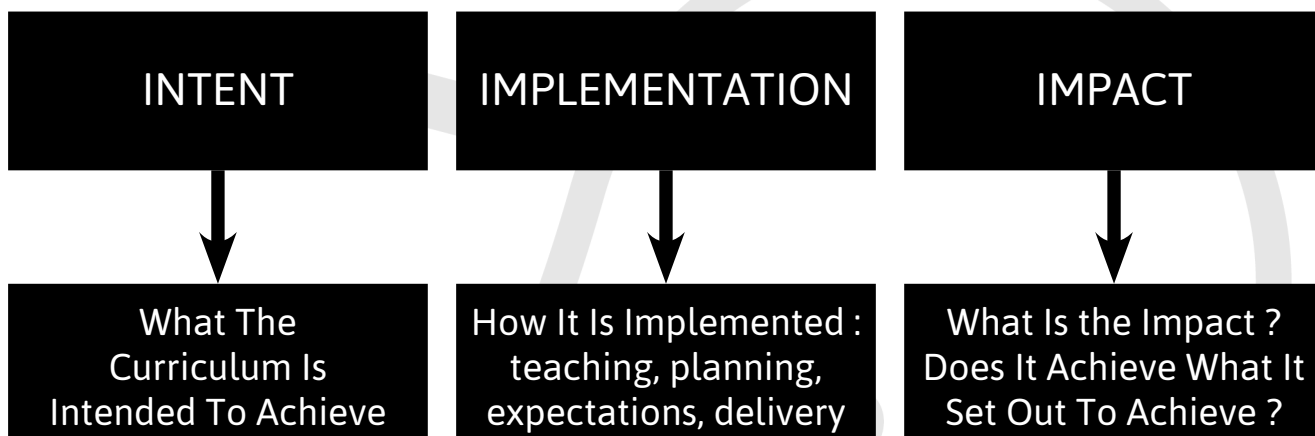 INTENT
What The
Curriculum Is
Intended To Achieve
IMPLEMENTATION
How It Is Implemented :
teaching, planning,
expectations, delivery
IMPACT
What Is the Impact ?
Does It Achieve What It
Set Out To Achieve ?